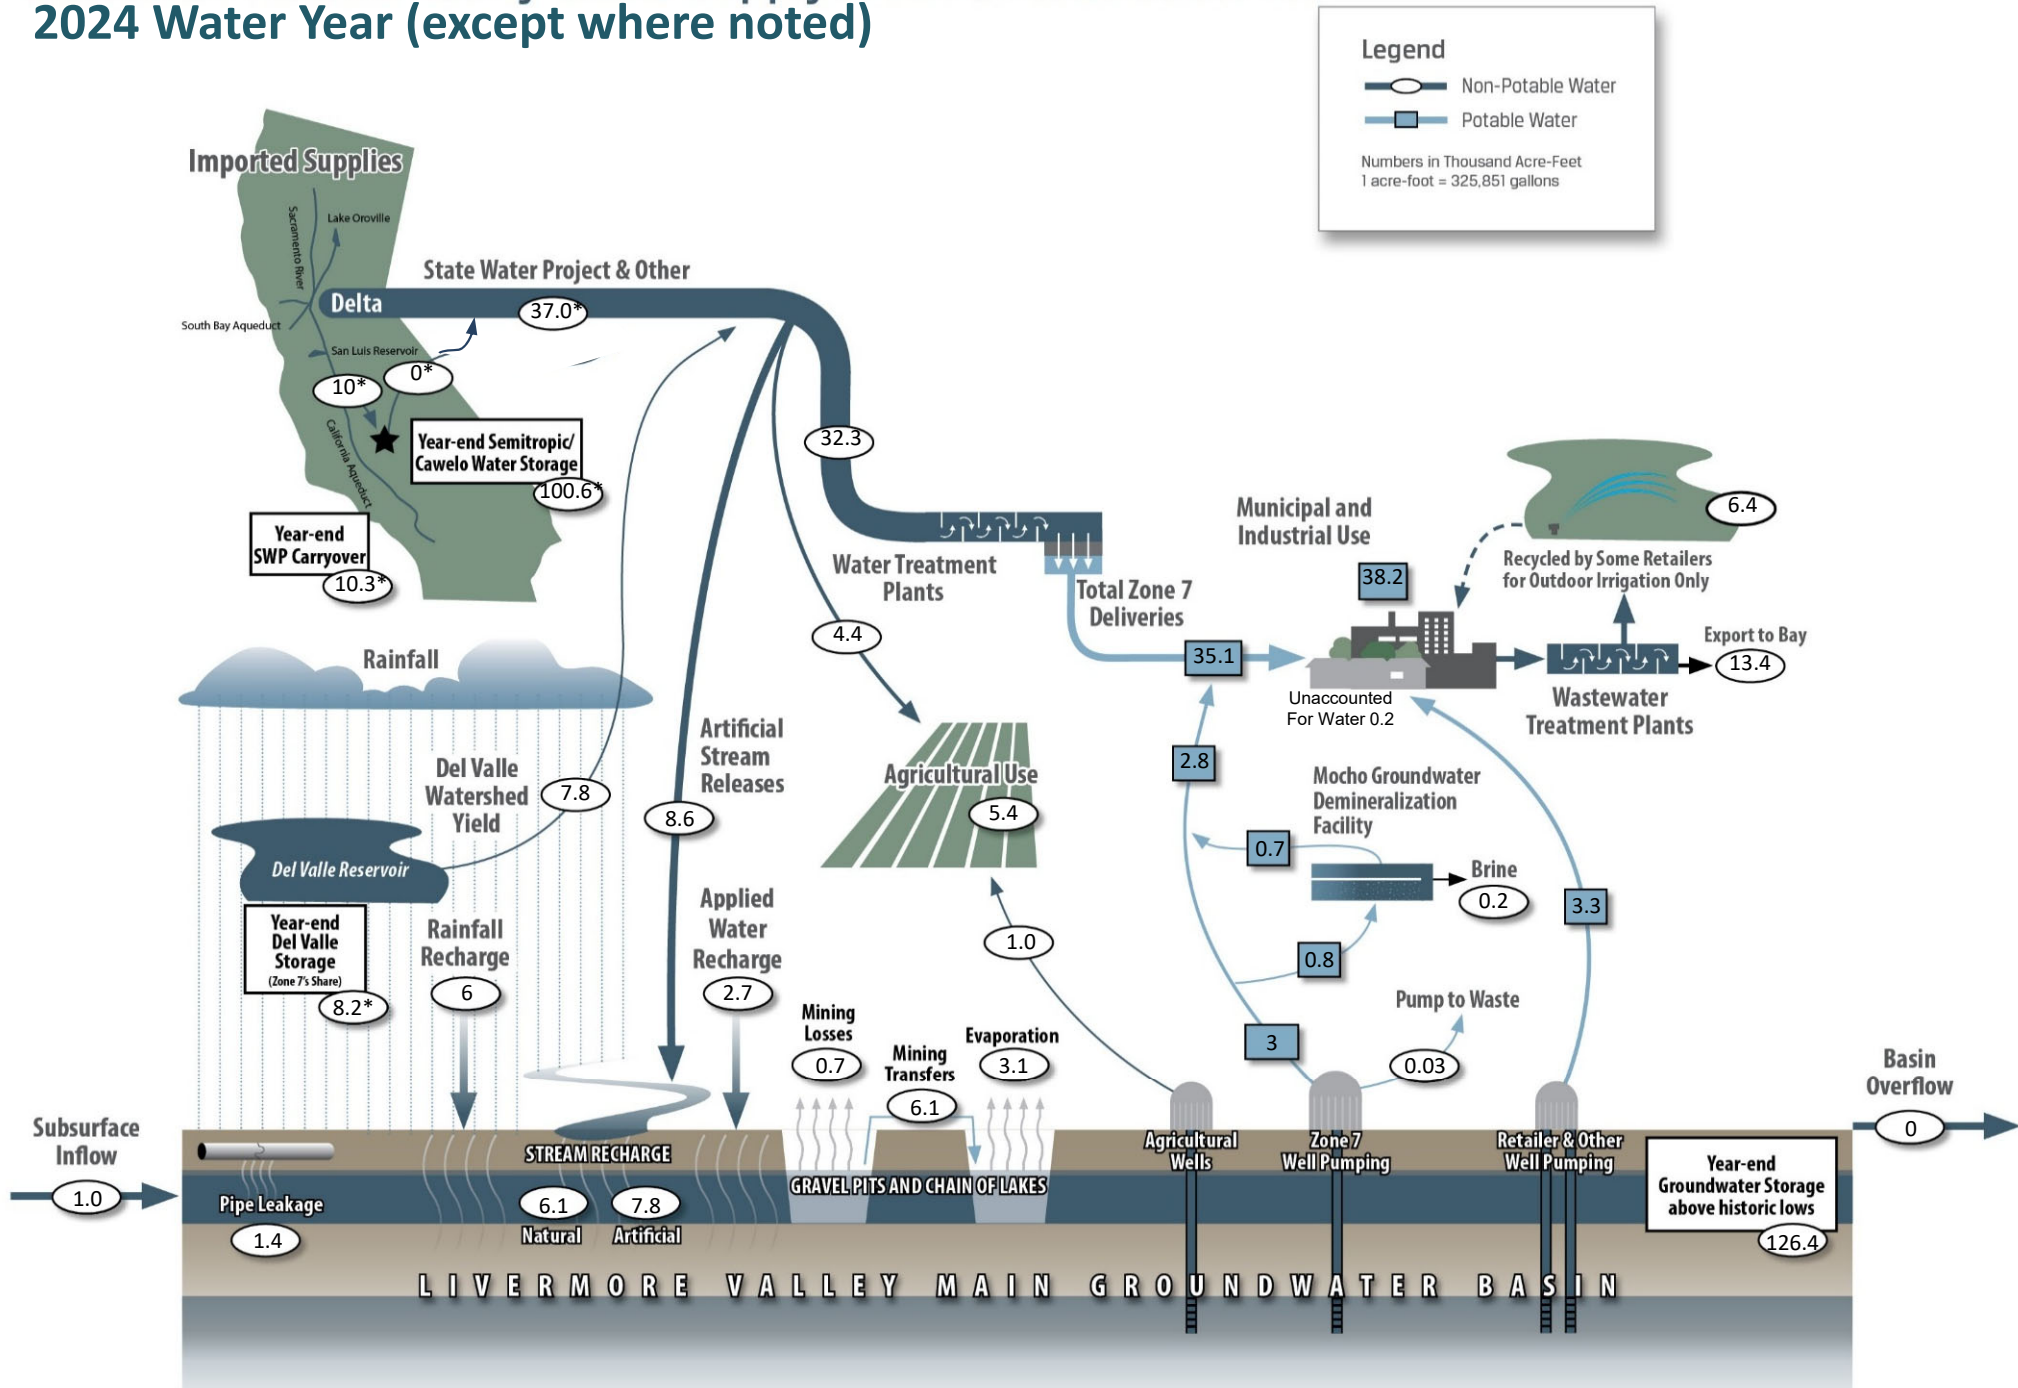 2024 Water Year (except where noted)
Legend
Non-Potable Water
Potable Water
Numbers in Thousand Acre-Feet
1 acre-foot = 325,851 gallons
Imported Supplies
Sacramento River
Lake Oroville
State Water Project & Other
Delta
37.0*
South Bay Aqueduct
San Luis Reservoir
10*
0*
California Aqueduct
Year-end Semitropic/
Cawelo Water Storage
100.6*
Year-end
SWP Carryover
10.3*
32.3
Water Treatment
Plants
4.4
Total Zone 7
Deliveries
35.1
Municipal and
Industrial Use
38.2
Unaccounted
For Water 0.2
6.4
Recycled by Some Retailers
for Outdoor Irrigation Only
Export to Bay
13.4
Wastewater
Treatment Plants
Rainfall
Del Valle
Watershed
Yield
7.8
Artificial
Stream
Releases
8.6
Agricultural Use
5.4
2.8
Mocho Groundwater
Demineralization
Facility
0.7
Brine
0.2
0.8
3.3
Del Valle Reservoir
Year-end
Del Valle
Storage
(Zone 7's Share)
8.2*
Rainfall
Recharge
6
Applied
Water
Recharge
2.7
1.0
Pump to Waste
0.03
3
Mining
Losses
0.7
Mining
Transfers
6.1
Evaporation
3.1
Basin
Overflow
0
Subsurface
Inflow
1.0
Pipe Leakage
1.4
STREAM RECHARGE
6.1
Natural
7.8
Artificial
GRAVEL PITS AND CHAIN OF LAKES
Agricultural
Wells
Zone 7
Well Pumping
Retailer & Other
Well Pumping
Year-end
Groundwater Storage
above historic lows
126.4
LIVERMORE VALLEY MAIN GROUNDWATER BASIN